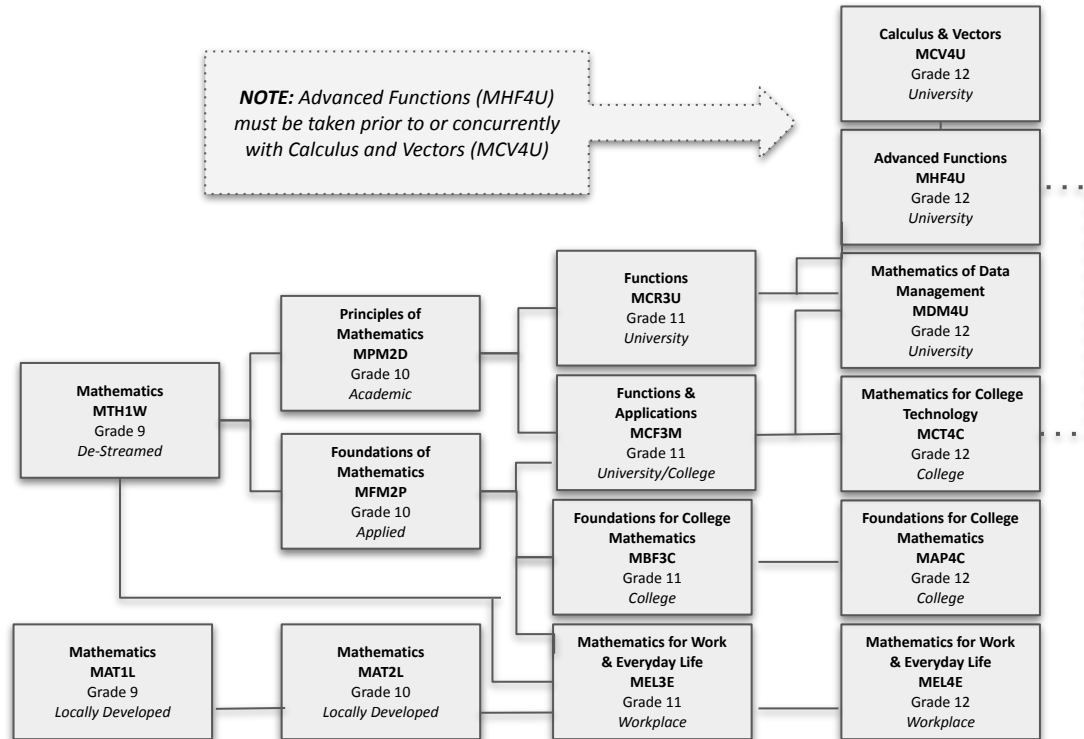 Calculus & Vectors
MCV4U
Grade 12
University
NOTE: Advanced Functions (MHF4U)
must be taken prior to or concurrently
with Calculus and Vectors (MCV4U)
Advanced Functions
MHF4U
Grade 12
University
Functions
MCR3U
Grade 11
University
Mathematics of Data
Management
MDM4U
Grade 12
University
Principles of
Mathematics
MPM2D
Grade 10
Academic
Mathematics
MTH1W
Grade 9
De-Streamed
Functions &
Applications
MCF3M
Grade 11
University/College
Mathematics for College
Technology
MCT4C
Grade 12
College
Foundations of
Mathematics
MFM2P
Grade 10
Applied
Foundations for College
Mathematics
MBF3C
Grade 11
College
Foundations for College
Mathematics
MAP4C
Grade 12
College
Mathematics
MAT1L
Grade 9
Locally Developed
Mathematics
MAT2L
Grade 10
Locally Developed
Mathematics for Work
& Everyday Life
MEL3E
Grade 11
Workplace
Mathematics for Work
& Everyday Life
MEL4E
Grade 12
Workplace